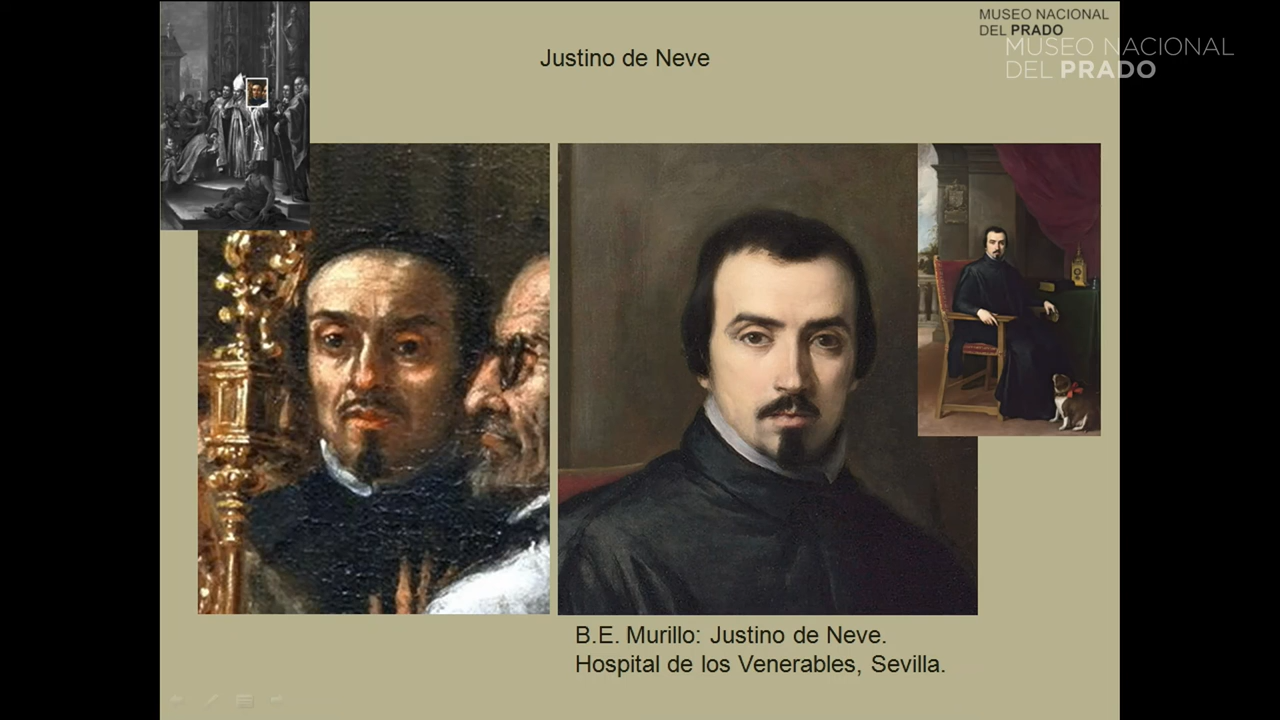 MUSEO NACIONAL
DEL PRADO
MUSEO NACIONAL
DEL PRADO
Justino de Neve
B.E. Murillo: Justino de Neve.
Hospital de los Venerables, Sevilla.